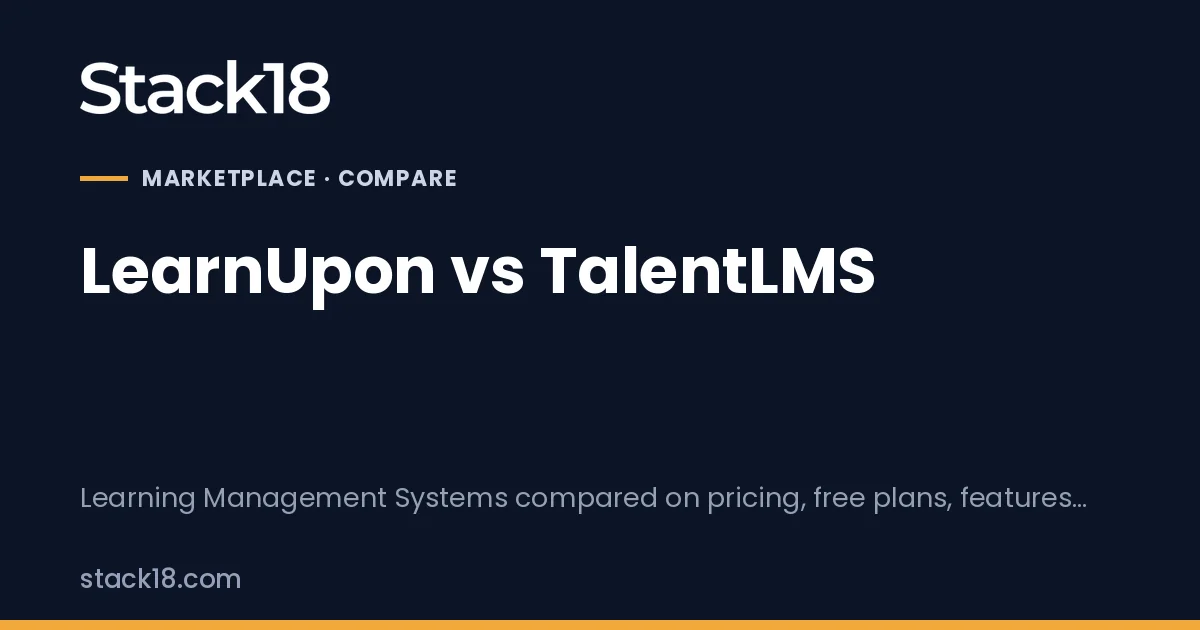 Stack18
MARKETPLACE · COMPARE
LearnUpon vs TalentLMS
Learning Management Systems compared on pricing, free plans, features…
stack18.com